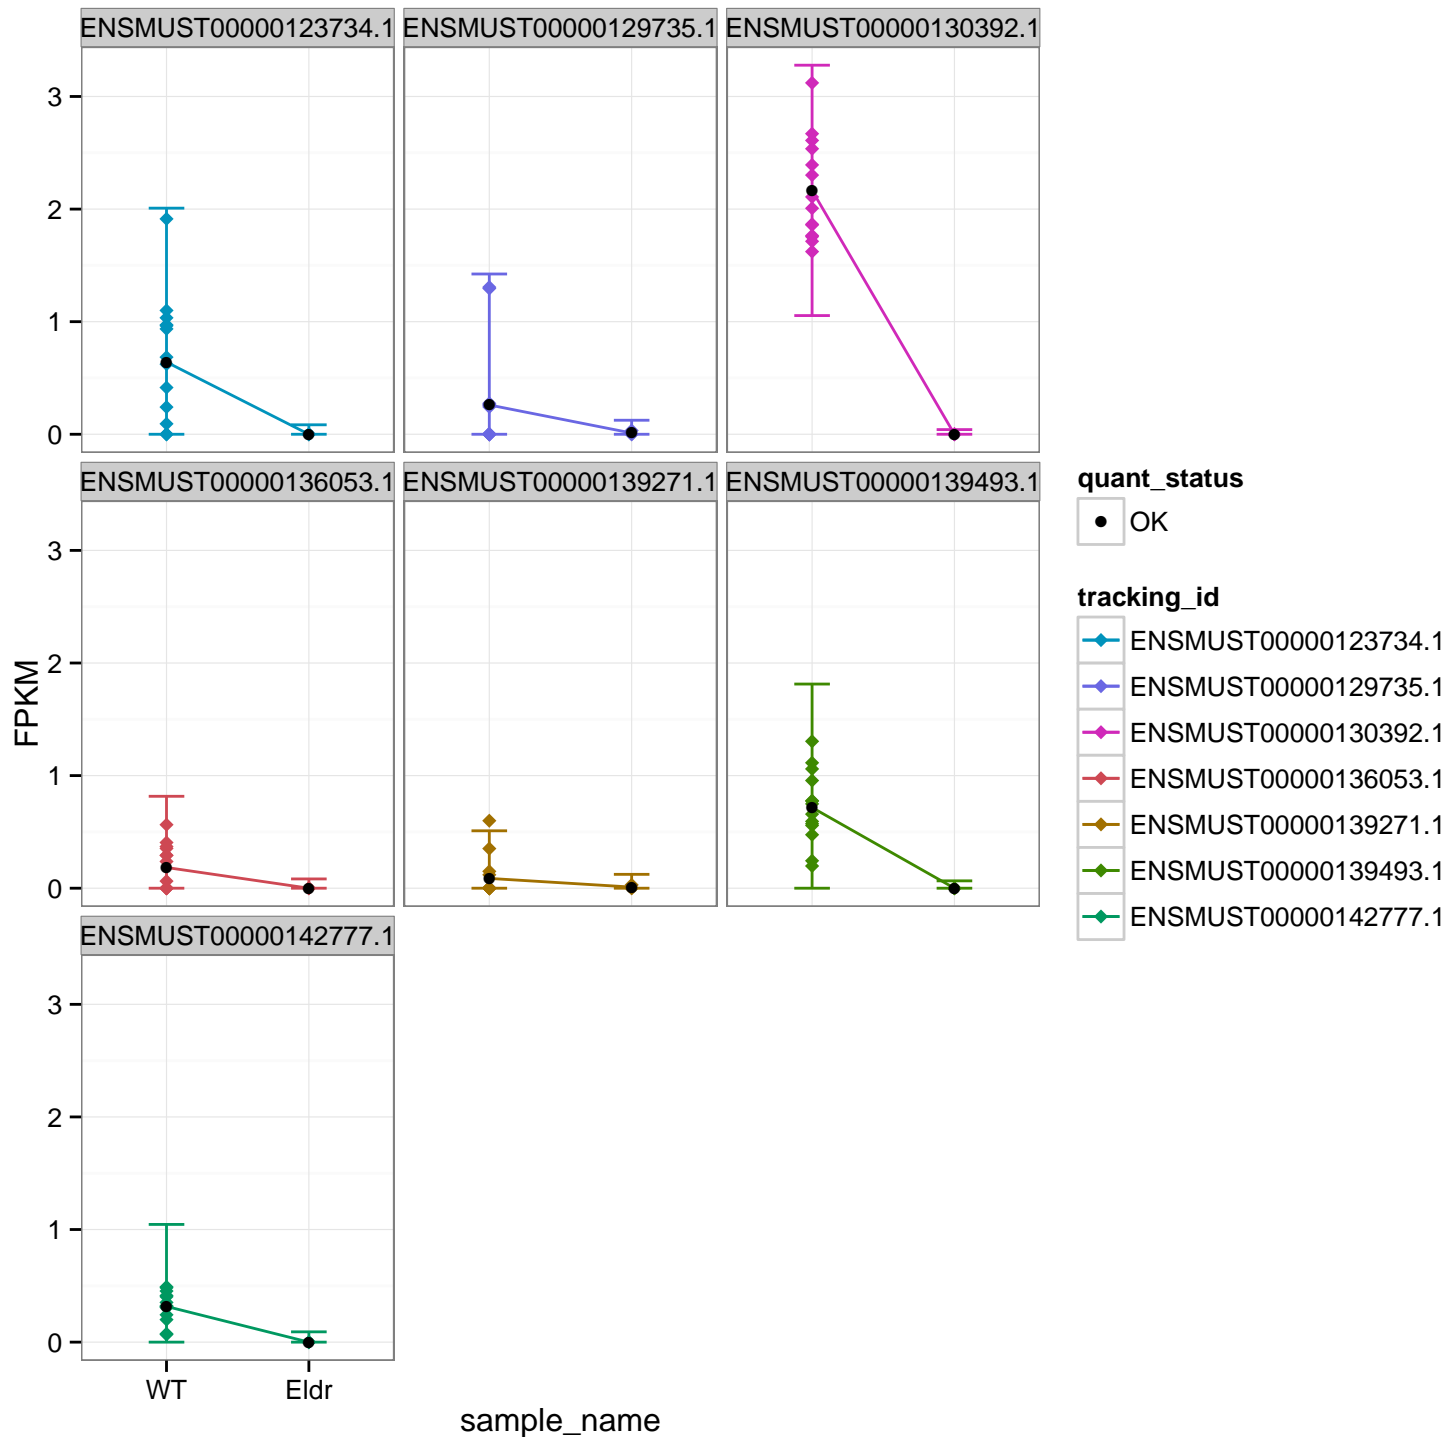 ENSMUST00000123734.1 ENSMUST00000129735.1 ENSMUST00000130392.1
3
2
1
0
ENSMUST00000136053.1 ENSMUST00000139271.1 ENSMUST00000139493.1
3
2
1
0
ENSMUST00000142777.1
3
2
1
0
WT Eldr
sample_name
FPKM
quant_status
OK
tracking_id
ENSMUST00000123734.1
ENSMUST00000129735.1
ENSMUST00000130392.1
ENSMUST00000136053.1
ENSMUST00000139271.1
ENSMUST00000139493.1
ENSMUST00000142777.1